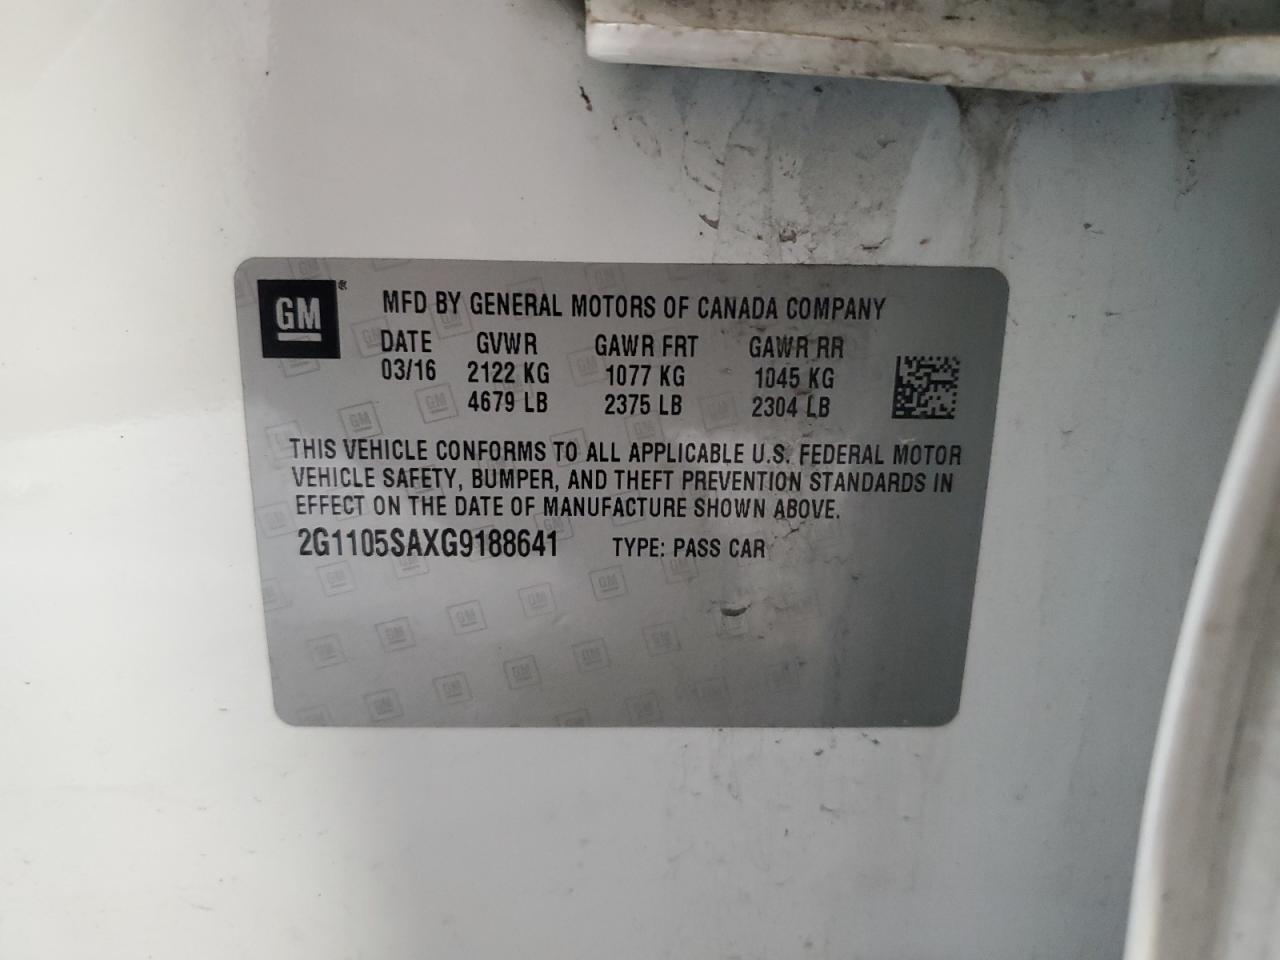 GM®
MFD BY GENERAL MOTORS OF CANADA COMPANY
DATE GVWR GAWR FRT GAWR RR
03/16 2122 KG 1077 KG 1045 KG
4679 LB 2375 LB 2304 LB
THIS VEHICLE CONFORMS TO ALL APPLICABLE U.S. FEDERAL MOTOR
VEHICLE SAFETY, BUMPER, AND THEFT PREVENTION STANDARDS IN
EFFECT ON THE DATE OF MANUFACTURE SHOWN ABOVE.
2G1105SAXG9188641 TYPE: PASS CAR